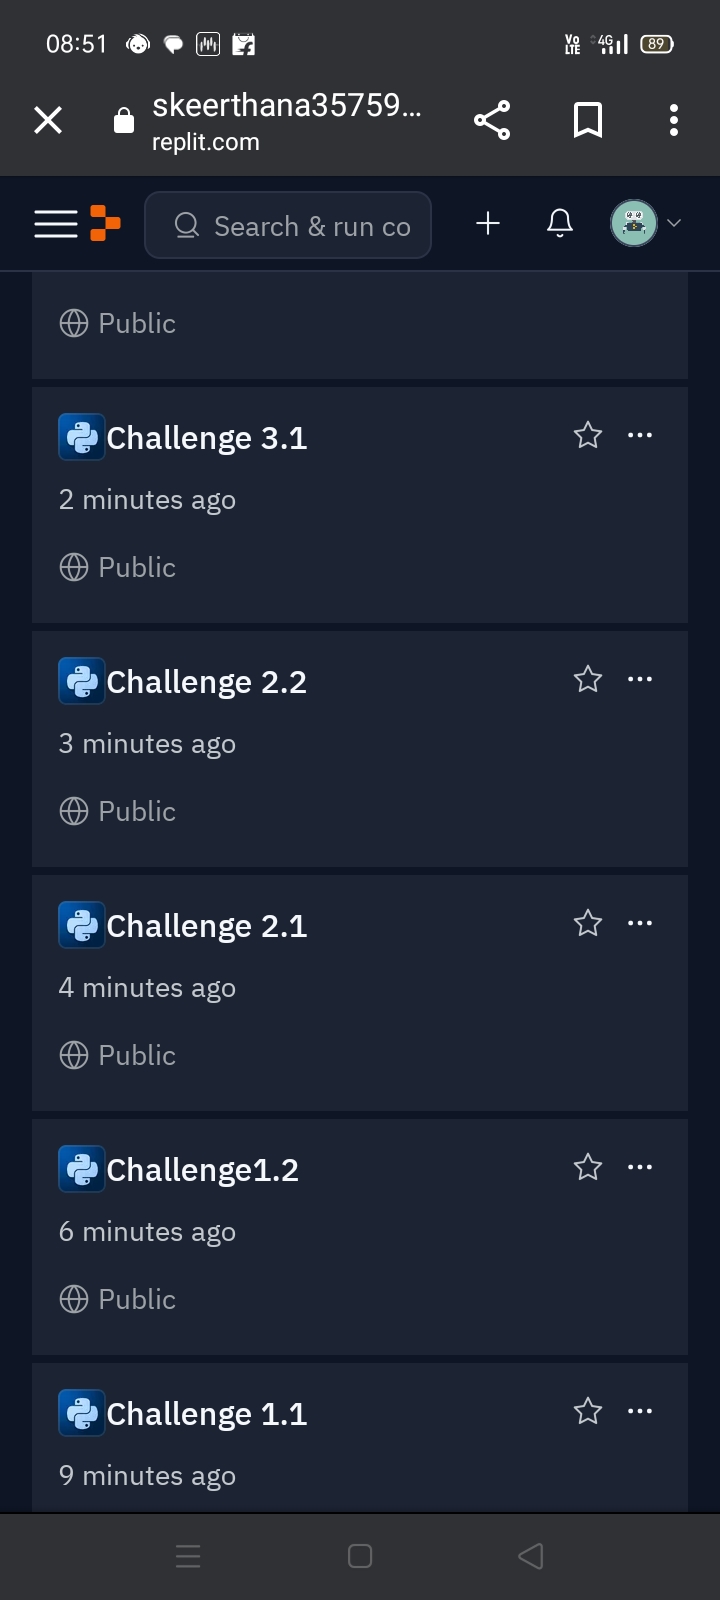 08:51
Vo
LTE
4G
89
skeerthana35759...
replit.com
Search & run co
Public
Challenge 3.1
2 minutes ago
Public
Challenge 2.2
3 minutes ago
Public
Challenge 2.1
4 minutes ago
Public
Challenge1.2
6 minutes ago
Public
Challenge 1.1
9 minutes ago